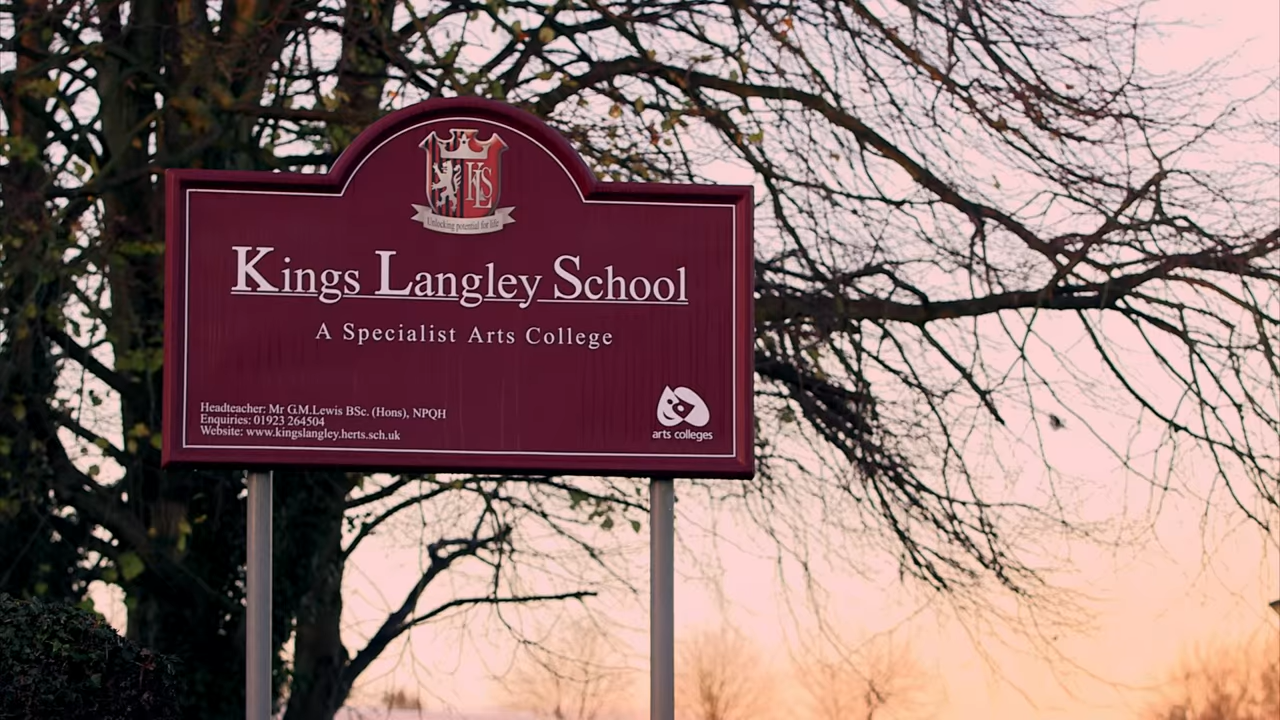 KLS
Unlocking potential for life
Kings Langley School
A Specialist Arts College
Headteacher: Mr G.M.Lewis BSc. (Hons), NPQH
Enquiries: 01923 264504
Website: www.kingslangley.herts.sch.uk
arts colleges